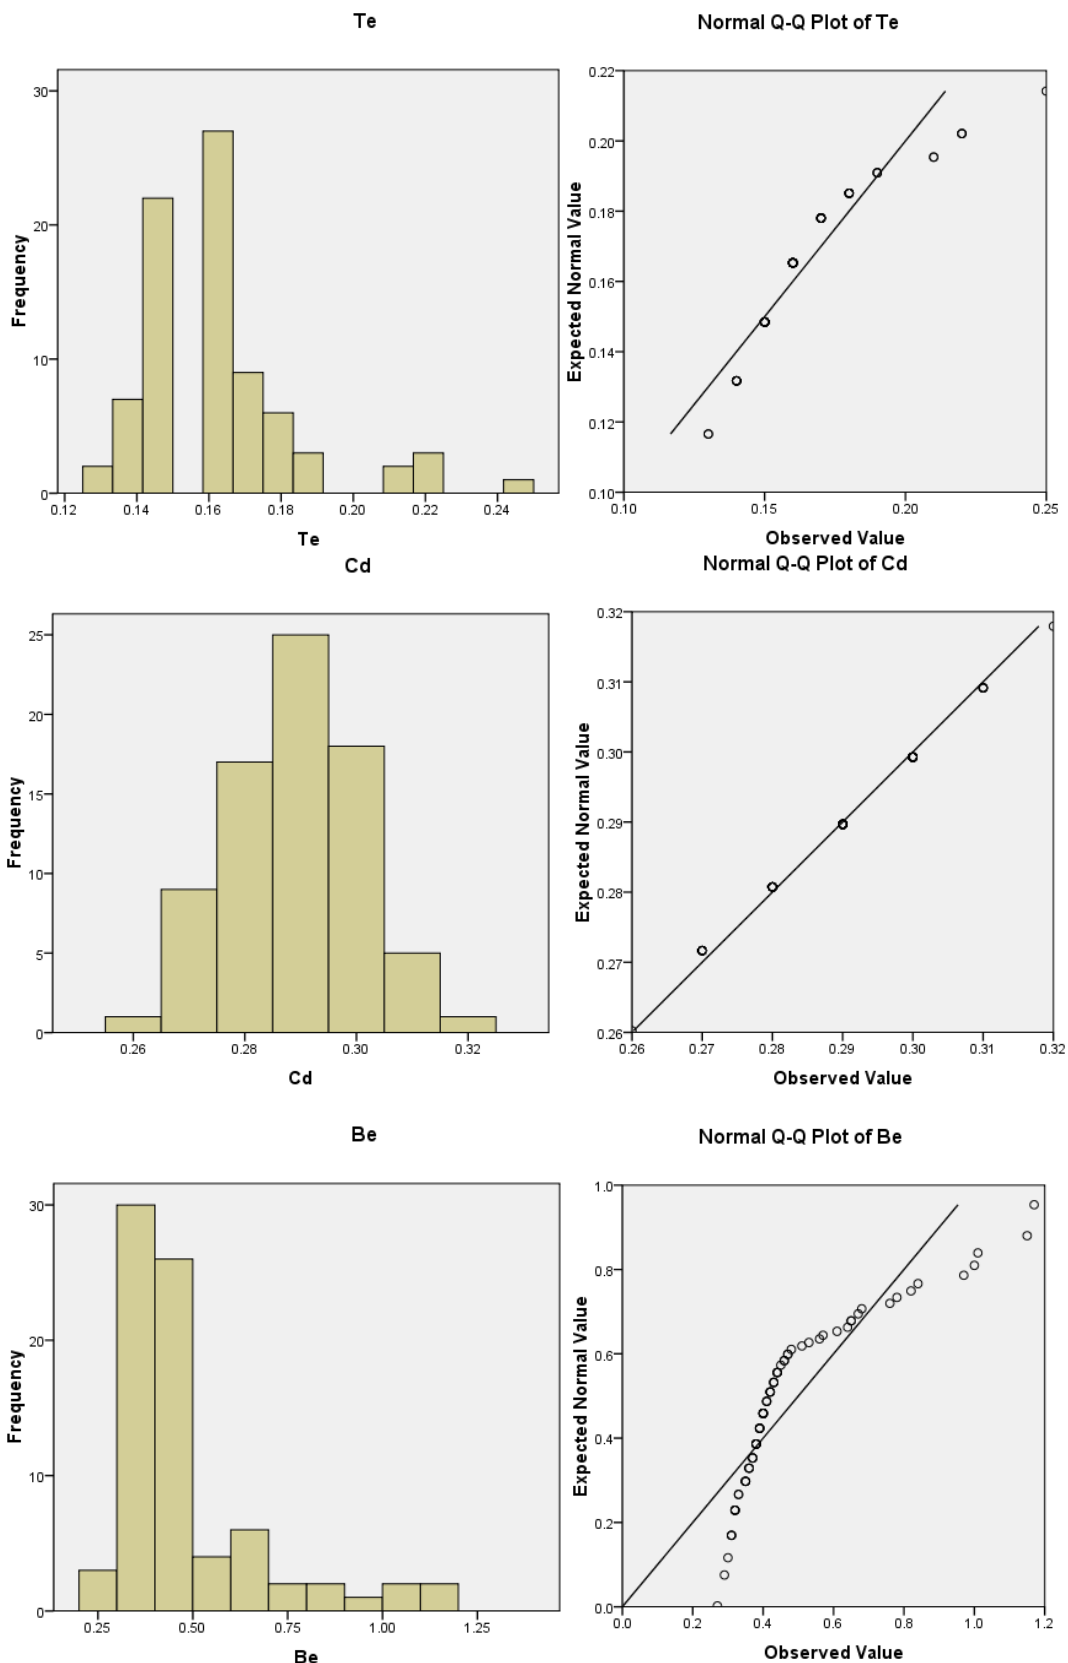 Te
Normal Q-Q Plot of Te
30
20
10
0
Frequency
0.12 0.14 0.16 0.18 0.20 0.22 0.24
Te
0.22
0.20
0.18
0.16
0.14
0.12
0.10
Expected Normal Value
0.10 0.15 0.20 0.25
Observed Value
Cd
Normal Q-Q Plot of Cd
25
20
15
10
5
0
Frequency
0.26 0.28 0.30 0.32
Cd
0.32
0.31
0.30
0.29
0.28
0.27
0.26
Expected Normal Value
0.26 0.27 0.28 0.29 0.30 0.31 0.32
Observed Value
Be
Normal Q-Q Plot of Be
30
20
10
0
Frequency
0.25 0.50 0.75 1.00 1.25
Be
1.0
0.8
0.6
0.4
0.2
0.0
Expected Normal Value
0.0 0.2 0.4 0.6 0.8 1.0 1.2
Observed Value